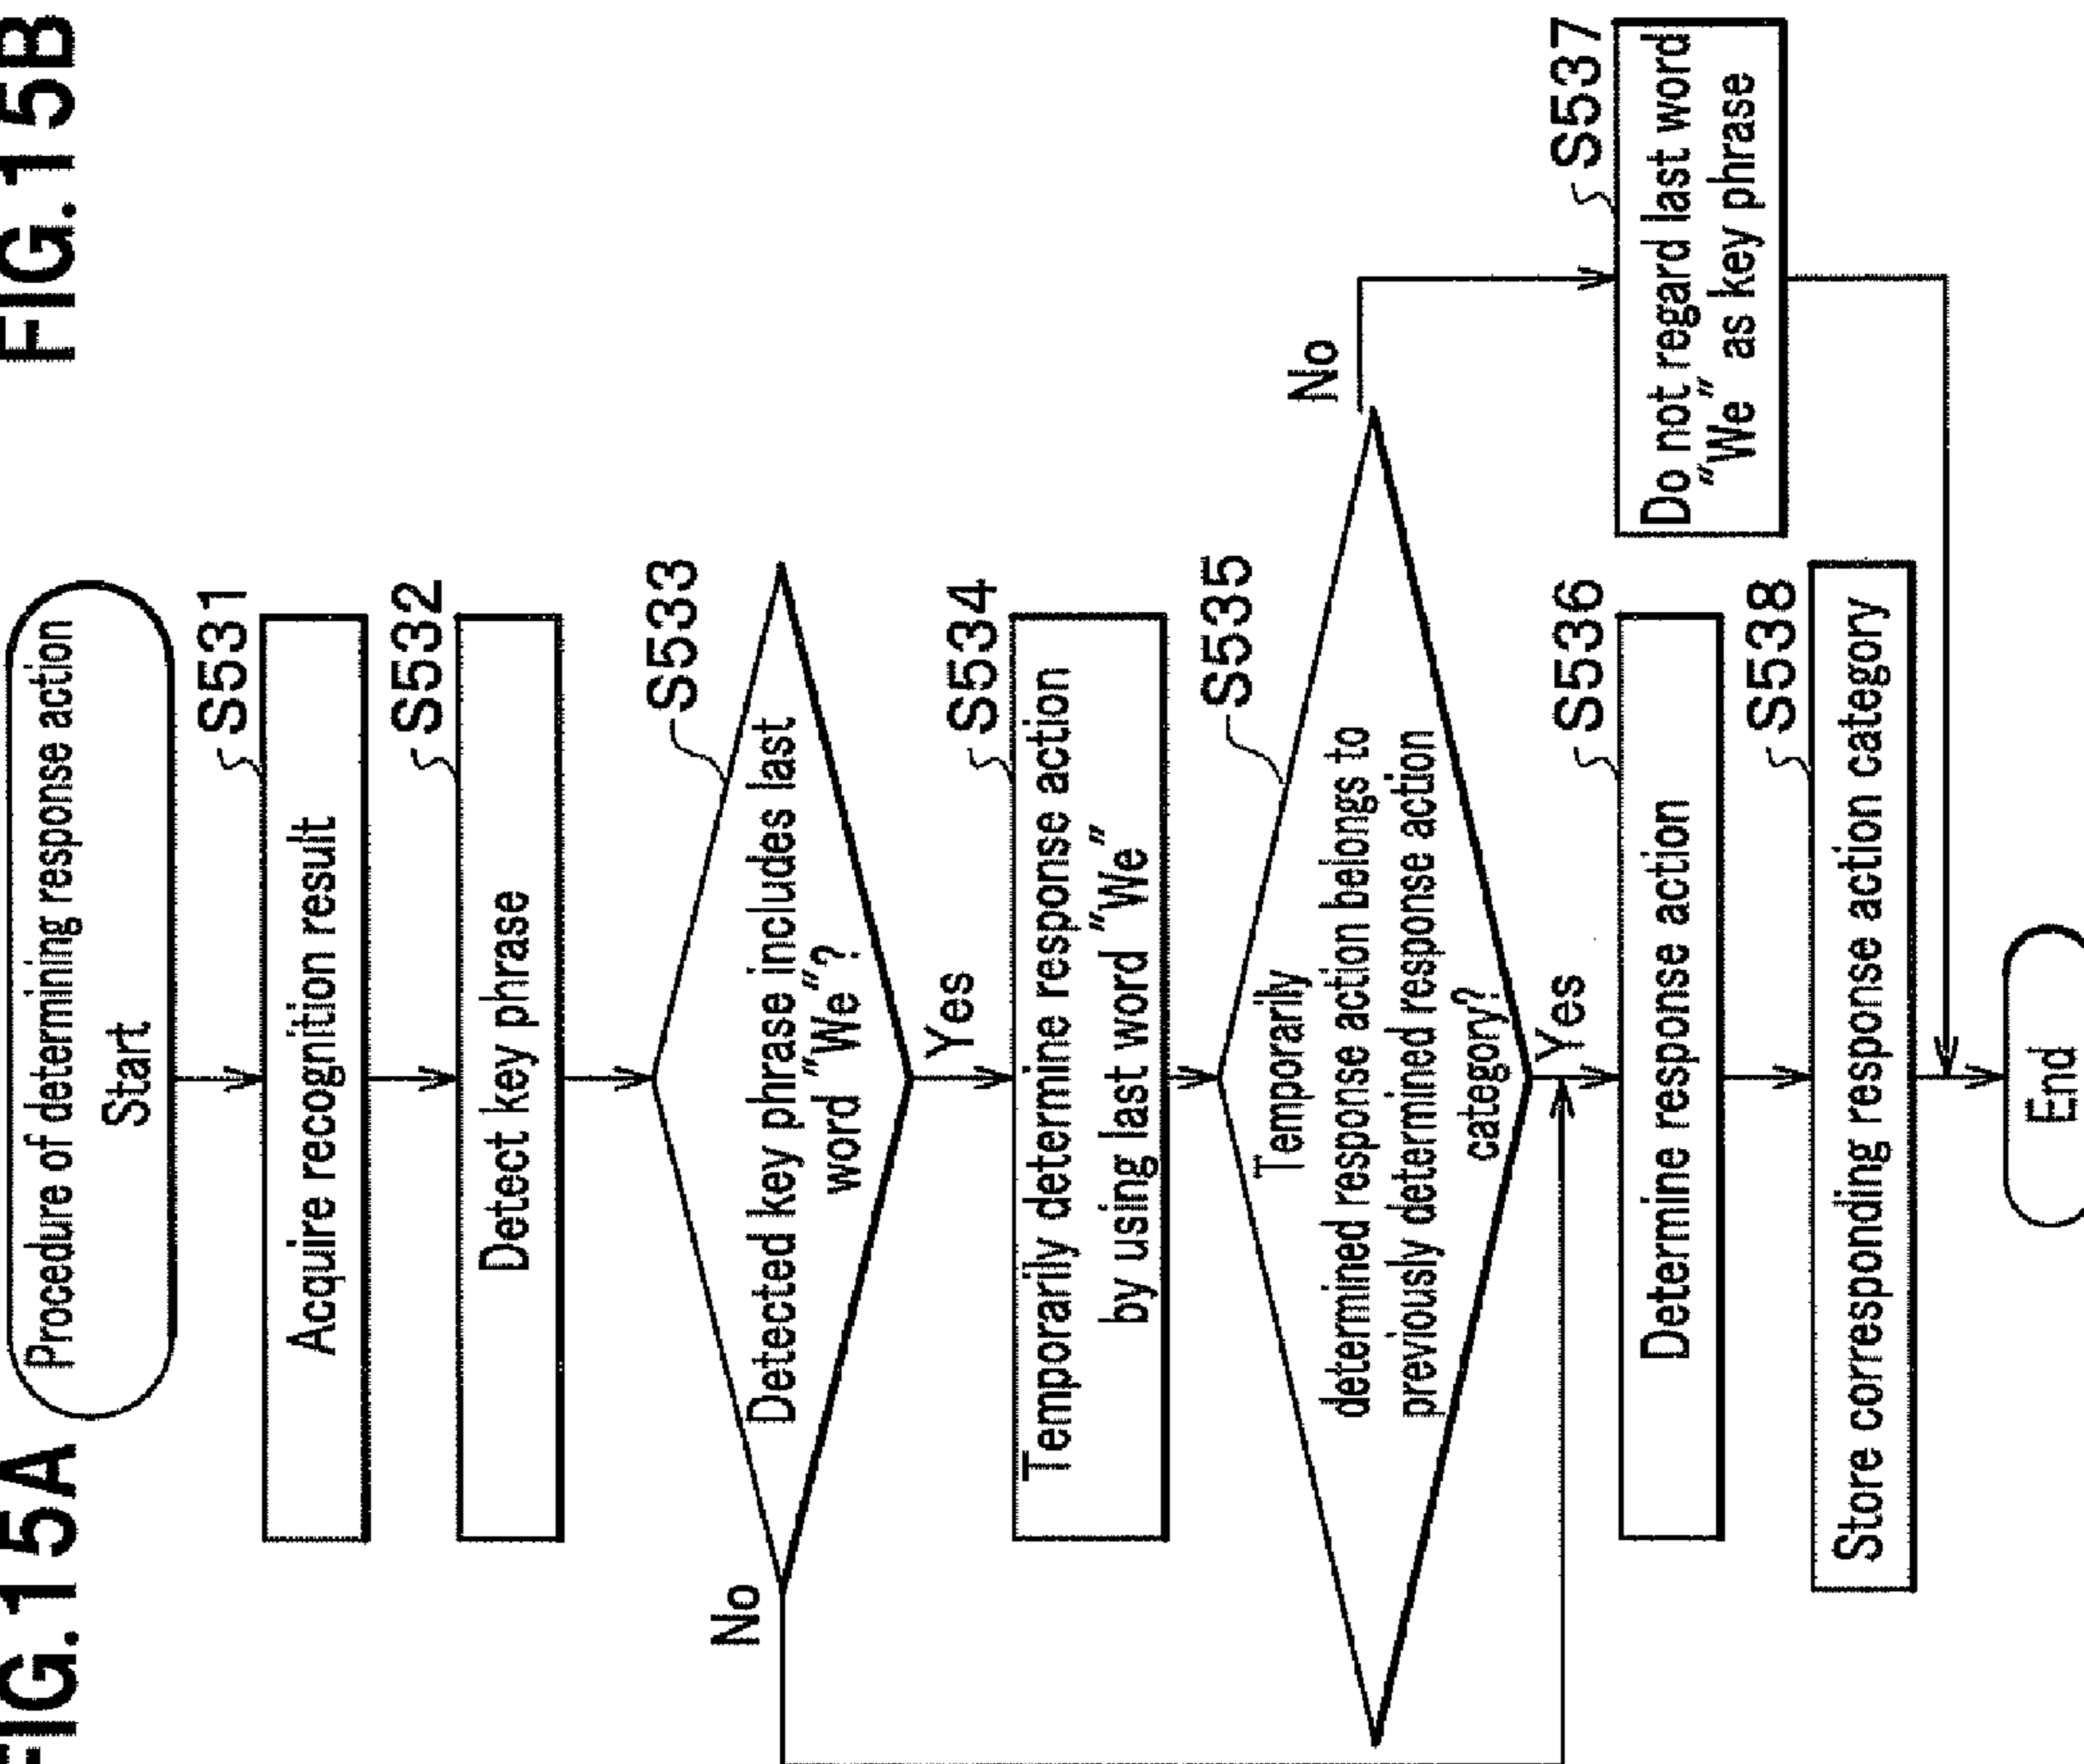 FIG.15A
FIG.15B
Procedure of determining response action
Start
S531
Acquire recognition result
S532
Detect key phrase
S533
Detected key phrase includes last
word "We"?
No
Yes
S534
Temporarily determine response action
by using last word "We"
S535
Temporarily
determined response action belongs to
previously determined response action
category?
No
Yes
S536
Determine response action
S537
Do not regard last word
"We" as key phrase
S538
Store corresponding response action category
End